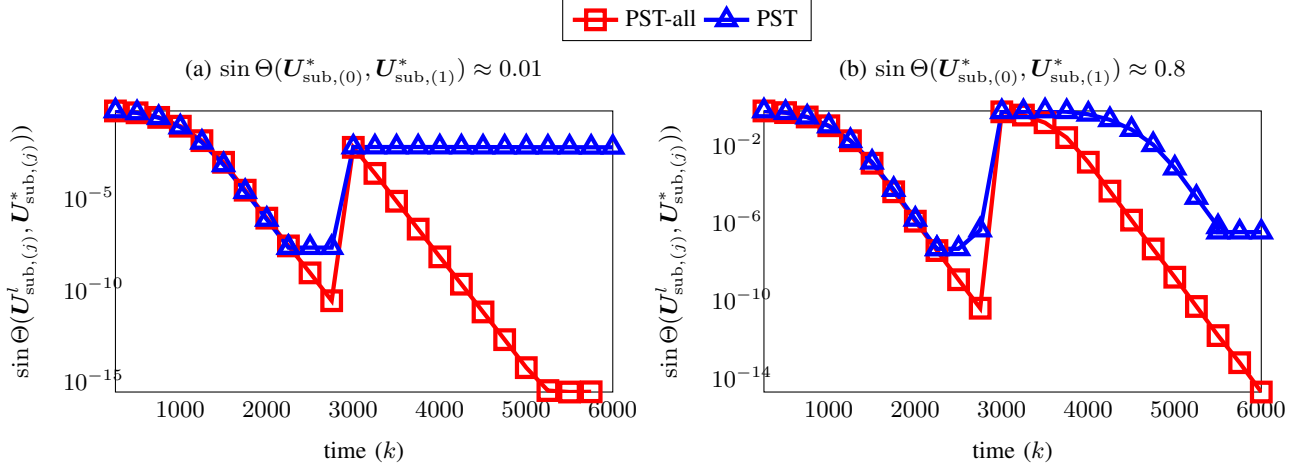 PST-all PST
(a) sin Θ(U*sub,(0), U*sub,(1)) ≈ 0.01
sin Θ(U^l sub,(j), U*sub,(j))
10^−5
10^−10
10^−15
1000 2000 3000 4000 5000 6000
time (k)
(b) sin Θ(U*sub,(0), U*sub,(1)) ≈ 0.8
sin Θ(U^l sub,(j), U*sub,(j))
10^−2
10^−6
10^−10
10^−14
1000 2000 3000 4000 5000 6000
time (k)